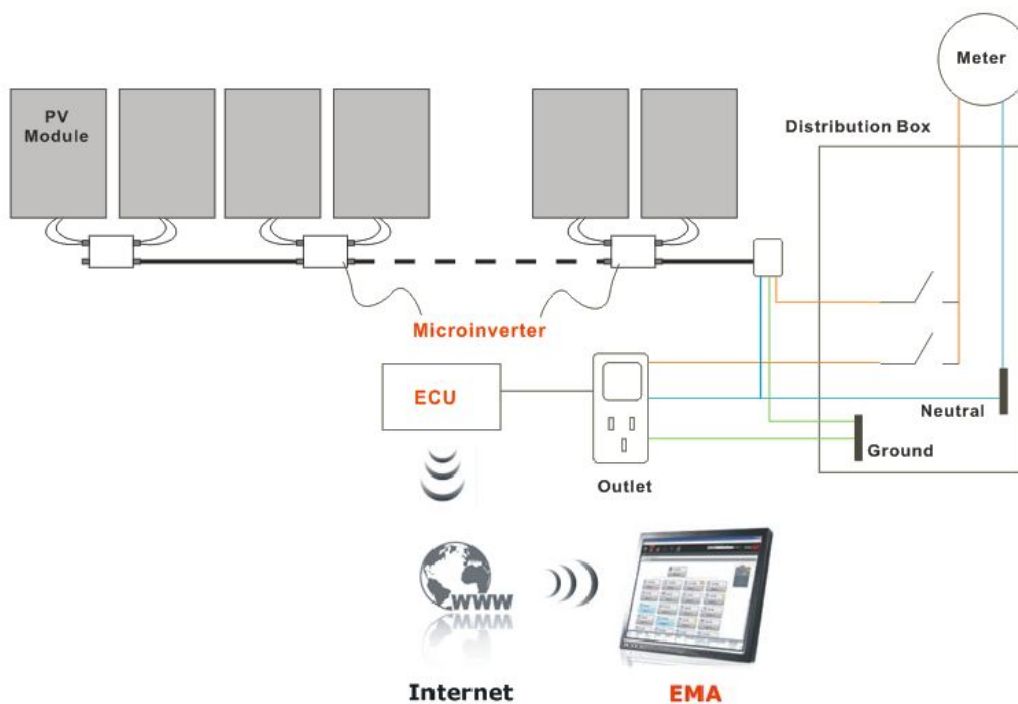 Meter
PV
Module
Distribution Box
Microinverter
ECU
Neutral
Ground
Outlet
WWW
Internet
EMA